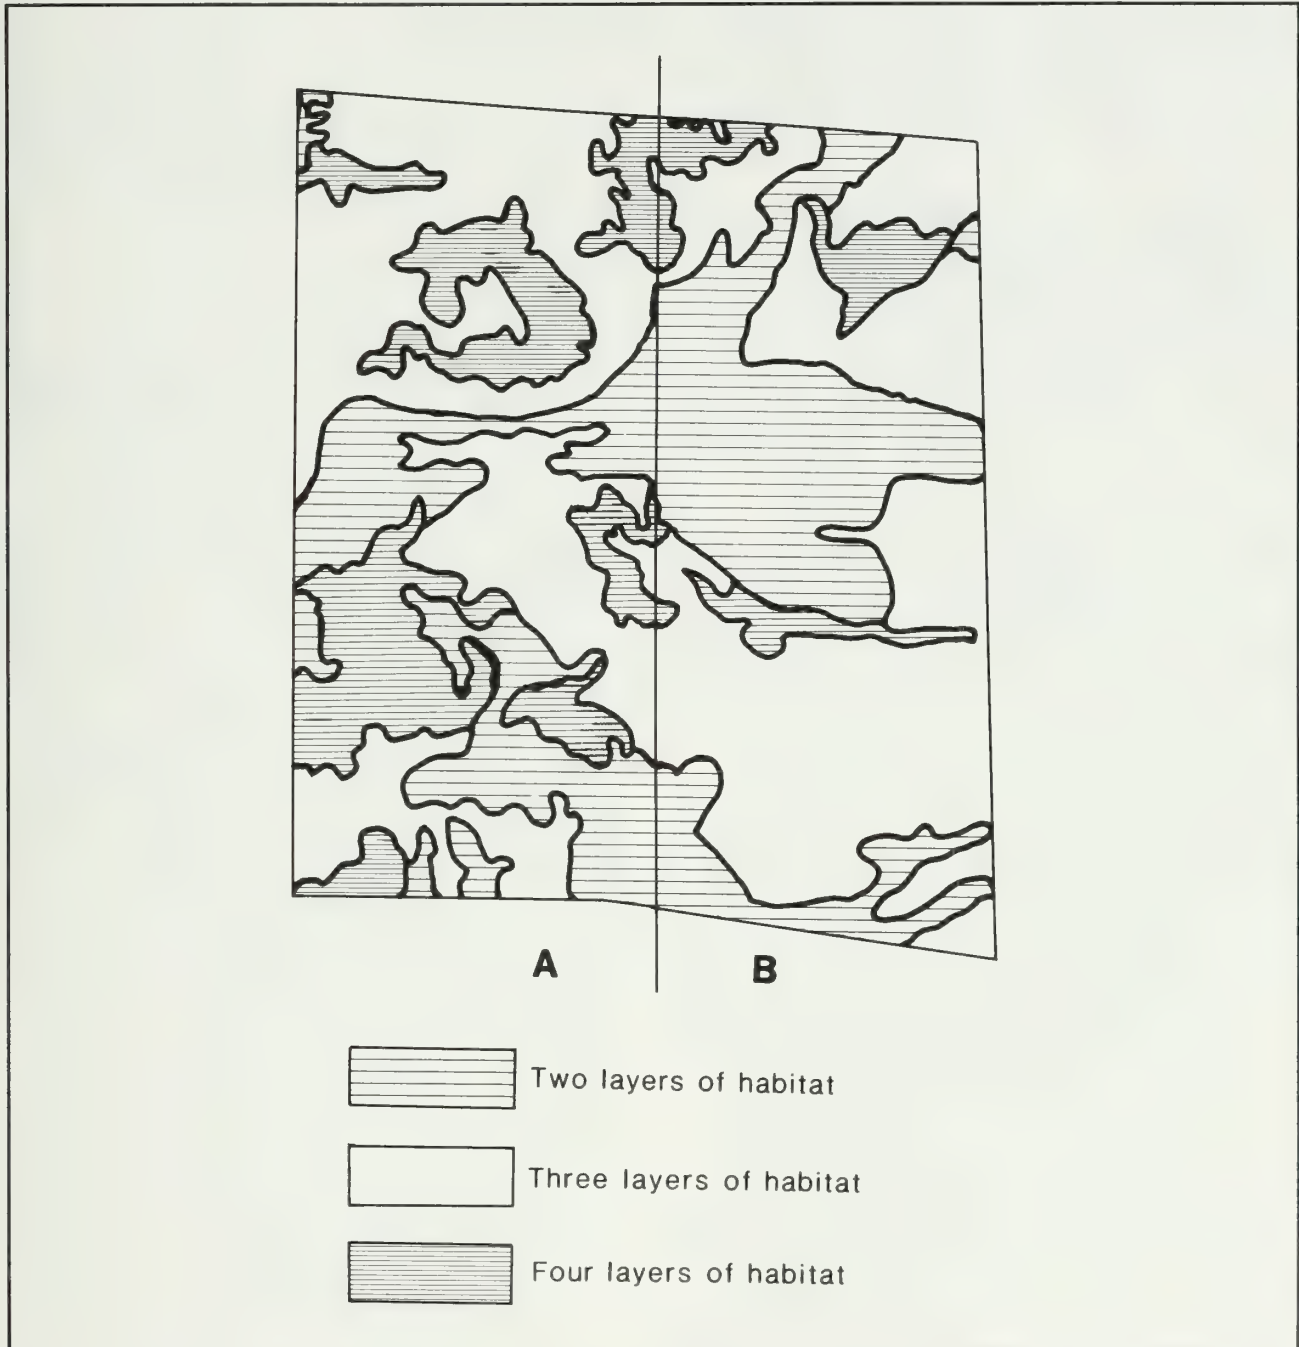 A B
Two layers of habitat
Three layers of habitat
Four layers of habitat